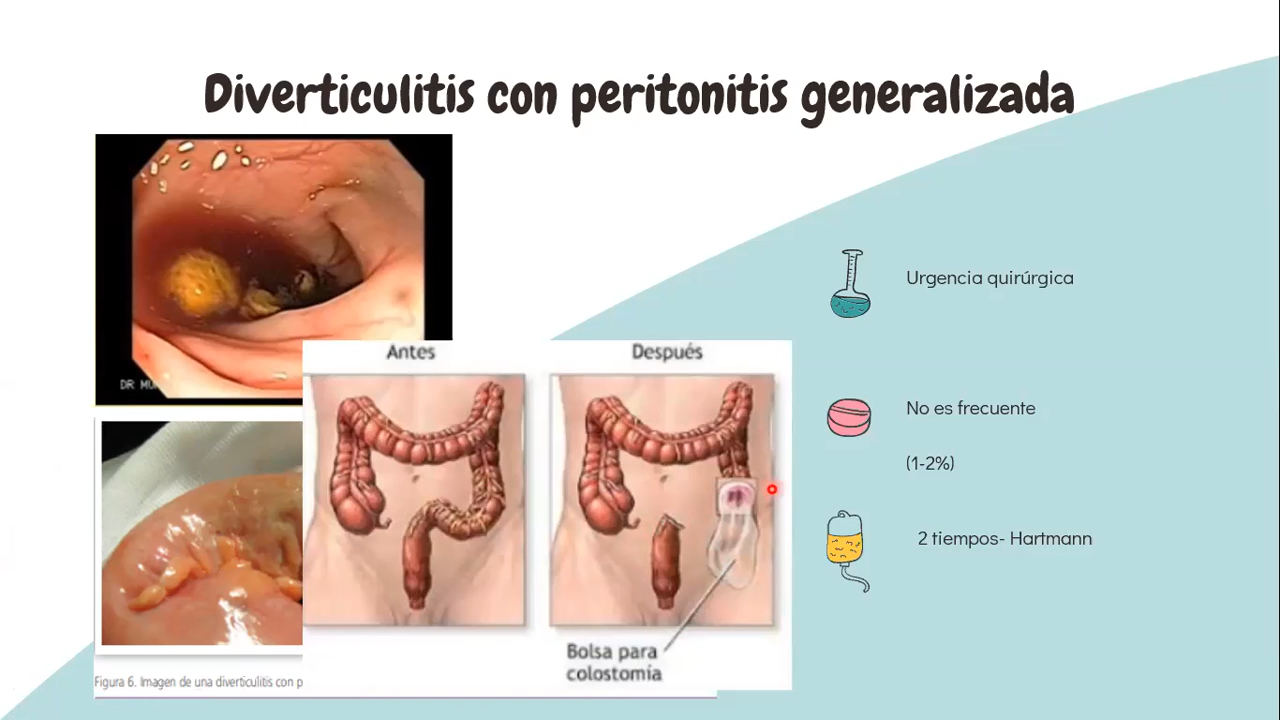 Diverticulitis con peritonitis generalizada
Urgencia quirúrgica
No es frecuente
(1-2%)
2 tiempos- Hartmann
DR
Antes
Después
Bolsa para
colostomía
Figura 6. Imagen de una diverticulitis con p